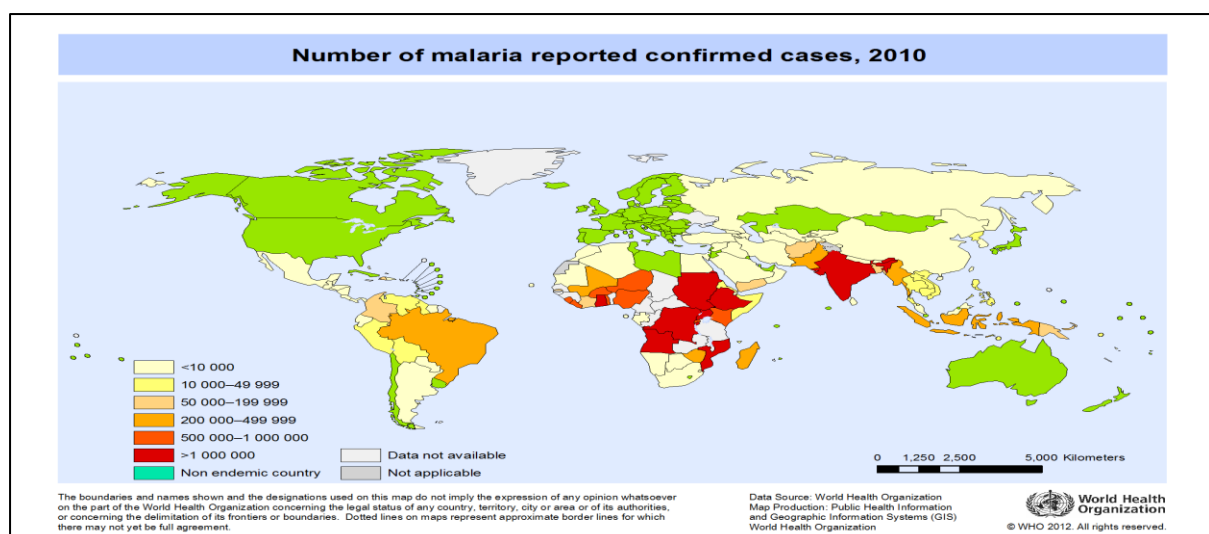 Number of malaria reported confirmed cases, 2010
<10 000
10 000–49 999
50 000–199 999
200 000–499 999
500 000–1 000 000
>1 000 000
Non endemic country
Data not available
Not applicable
0 1,250 2,500 5,000 Kilometers
The boundaries and names shown and the designations used on this map do not imply the expression of any opinion whatsoever
on the part of the World Health Organization concerning the legal status of any country, territory, city or area or of its authorities,
or concerning the delimitation of its frontiers or boundaries. Dotted lines on maps represent approximate border lines for which
there may not yet be full agreement.
Data Source: World Health Organization
Map Production: Public Health Information
and Geographic Information Systems (GIS)
World Health Organization
World Health
Organization
© WHO 2012. All rights reserved.